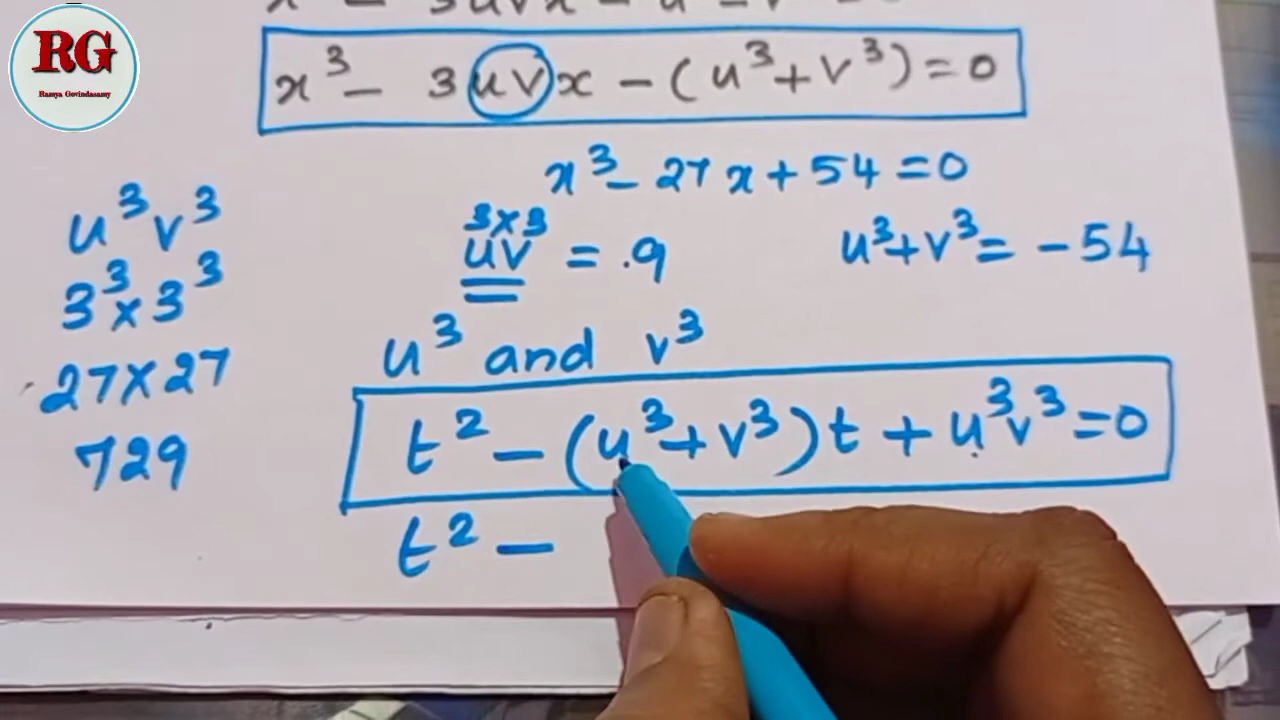 RG
Ramya Govindasamy
x³ - 3uvx - (u³+v³)=0
x³- 27x+54=0
u³v³
3³×3³
27×27
729
3×3
uv = .9
u³+v³= -54
u³ and v³
t² - (u³+v³)t + u³v³=0
t² -